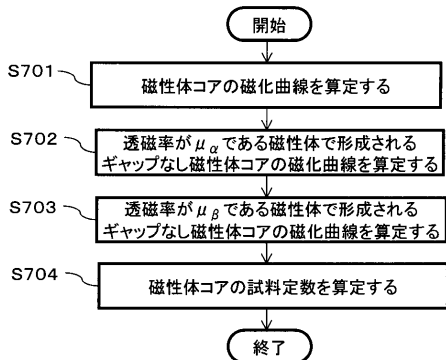 開始
S701
磁性体コアの磁化曲線を算定する
S702
透磁率がμαである磁性体で形成される
ギャップなし磁性体コアの磁化曲線を算定する
S703
透磁率がμβである磁性体で形成される
ギャップなし磁性体コアの磁化曲線を算定する
S704
磁性体コアの試料定数を算定する
終了